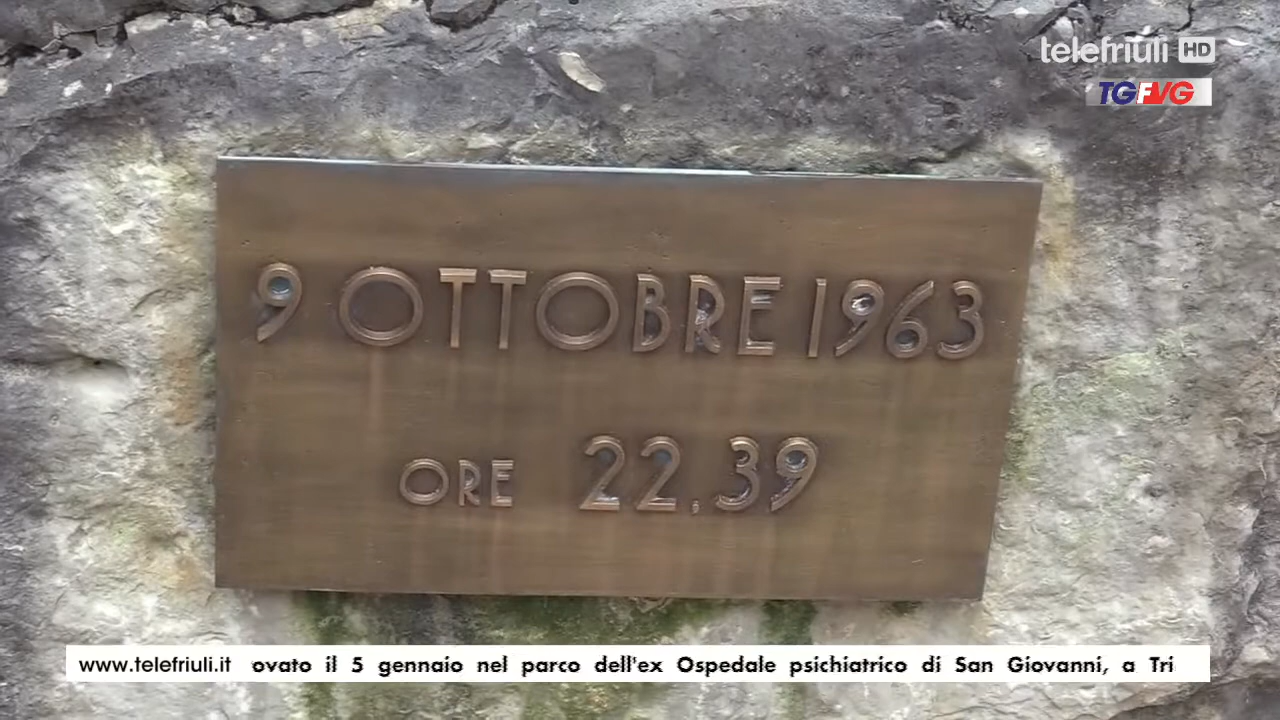 telefriuli HD
TGFVG
9 OTTOBRE 1963
ORE 22,39
www.telefriuli.it ovato il 5 gennaio nel parco dell'ex Ospedale psichiatrico di San Giovanni, a Tri